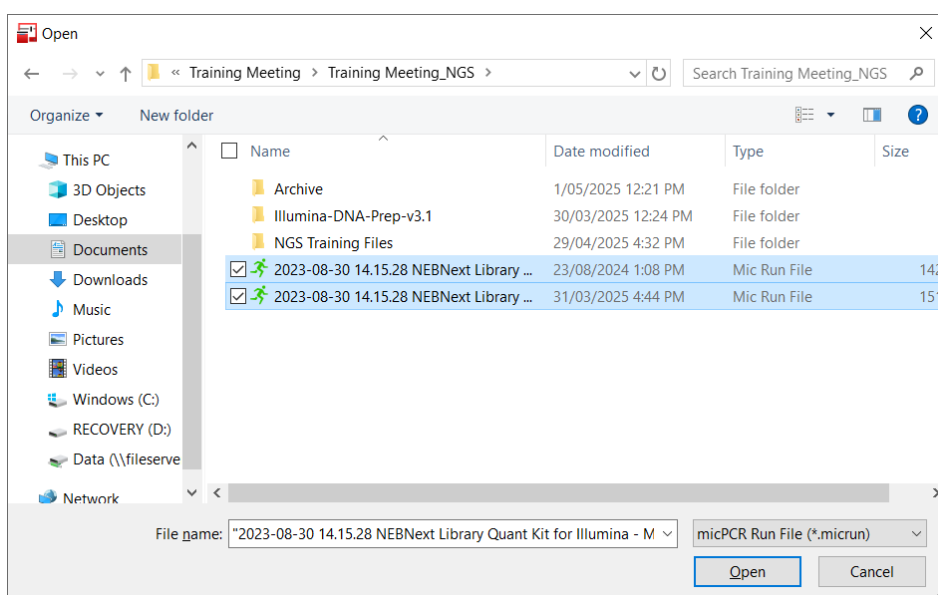 Open
« Training Meeting > Training Meeting_NGS >
Search Training Meeting_NGS
Organize
New folder
Name Date modified Type Size
This PC
3D Objects
Desktop
Documents
Downloads
Music
Pictures
Videos
Windows (C:)
RECOVERY (D:)
Data (\\fileserve
Network
Archive 1/05/2025 12:21 PM File folder
Illumina-DNA-Prep-v3.1 30/03/2025 12:24 PM File folder
NGS Training Files 29/04/2025 4:32 PM File folder
2023-08-30 14.15.28 NEBNext Library ... 23/08/2024 1:08 PM Mic Run File 142
2023-08-30 14.15.28 NEBNext Library ... 31/03/2025 4:44 PM Mic Run File 151
File name: "2023-08-30 14.15.28 NEBNext Library Quant Kit for Illumina - M
micPCR Run File (*.micrun)
Open
Cancel